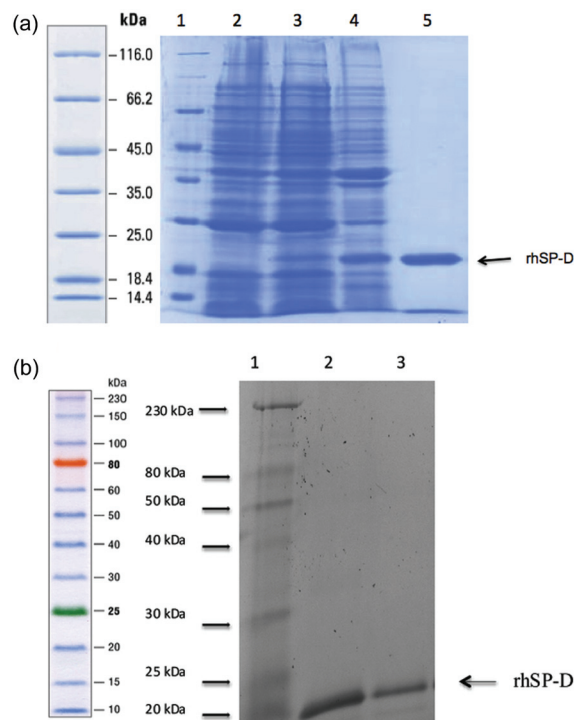 (a)
kDa 1 2 3 4 5
116.0
66.2
45.0
35.0
25.0
rhSP-D
18.4
14.4
(b)
1 2 3
kDa
230
150
100
80
60
50
40
30
25
20
15
10
230 kDa
80 kDa
50 kDa
40 kDa
30 kDa
25 kDa
20 kDa
rhSP-D